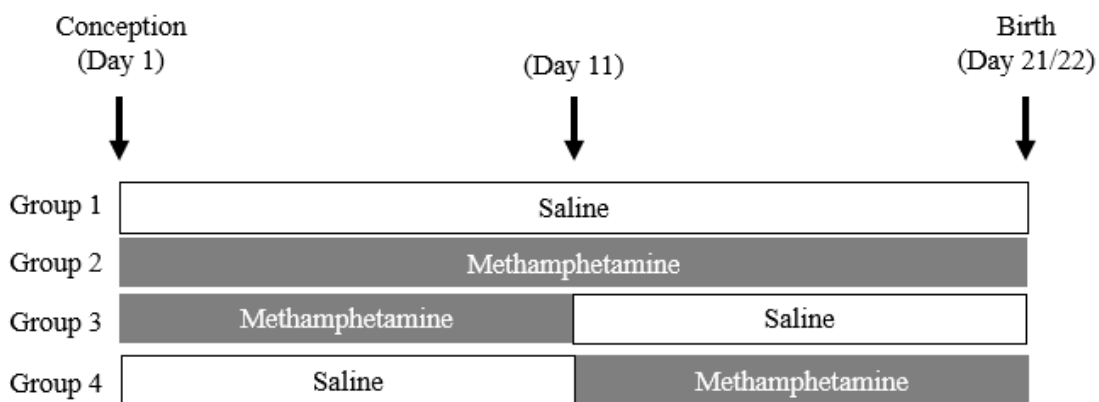 Conception
(Day 1)
(Day 11)
Birth
(Day 21/22)
Group 1
Saline
Group 2
Methamphetamine
Group 3
Methamphetamine
Saline
Group 4
Saline
Methamphetamine